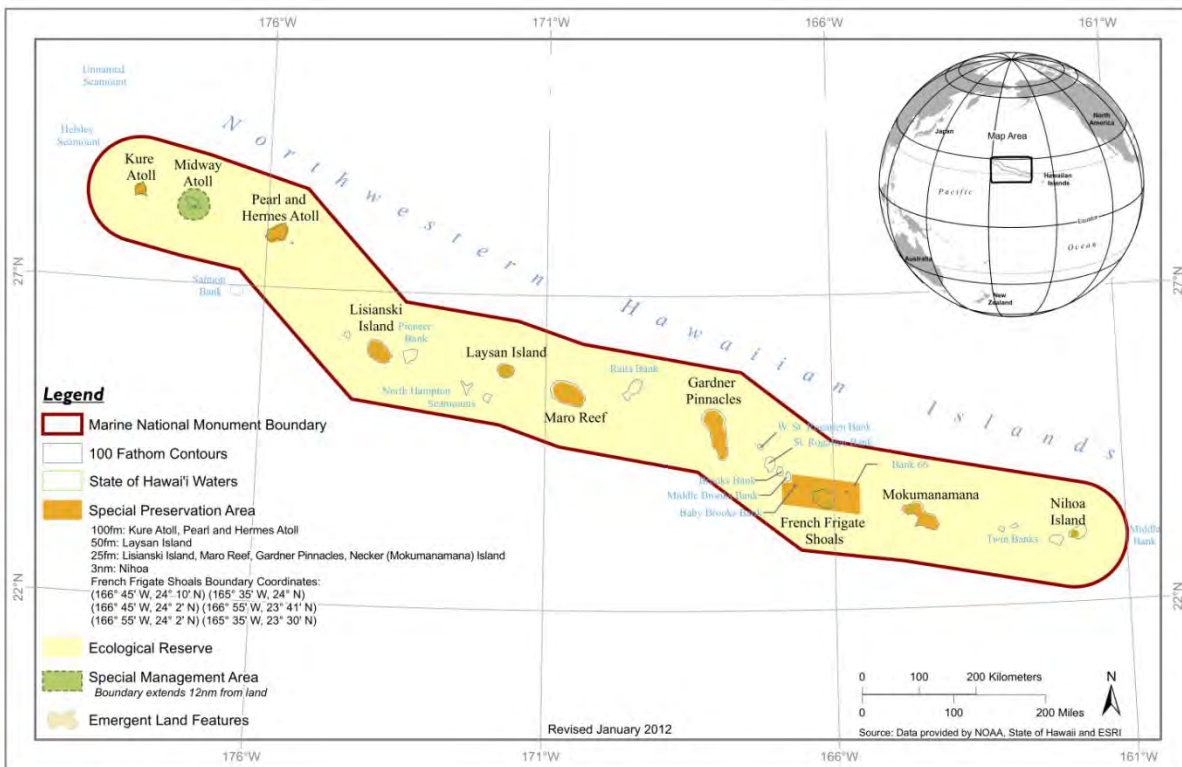 176°W
171°W
166°W
161°W
Unnamed
Seamount
Helsley
Seamount
Kure
Atoll
Midway
Atoll
Pearl and
Hermes Atoll
Northwestern Hawaiian Islands
Salmon
Bank
27°N
27°N
Lisianski
Island
Pioneer
Bank
Laysan Island
North Hampton
Seamounts
Maro Reef
Raita Bank
Gardner
Pinnacles
W. St. Rogatien Bank
St. Rogatien Bank
Brooks Bank
Middle Brooks Bank
Baby Brooks Bank
Bank 66
French Frigate
Shoals
Mokumanamana
Twin Banks
Nihoa
Island
Middle
Bank
22°N
22°N
North
America
Japan
Map Area
Hawaiian
Islands
Pacific
Equator
Ocean
Australia
New
Zealand
Legend
Marine National Monument Boundary
100 Fathom Contours
State of Hawai'i Waters
Special Preservation Area
100fm: Kure Atoll, Pearl and Hermes Atoll
50fm: Laysan Island
25fm: Lisianski Island, Maro Reef, Gardner Pinnacles, Necker (Mokumanamana) Island
3nm: Nihoa
French Frigate Shoals Boundary Coordinates:
(166° 45' W, 24° 10' N) (165° 35' W, 24° N)
(166° 45' W, 24° 2' N) (166° 55' W, 23° 41' N)
(166° 55' W, 24° 2' N) (165° 35' W, 23° 30' N)
Ecological Reserve
Special Management Area
Boundary extends 12nm from land
Emergent Land Features
Revised January 2012
0 100 200 Kilometers
0 100 200 Miles
N
Source: Data provided by NOAA, State of Hawaii and ESRI
176°W
171°W
166°W
161°W